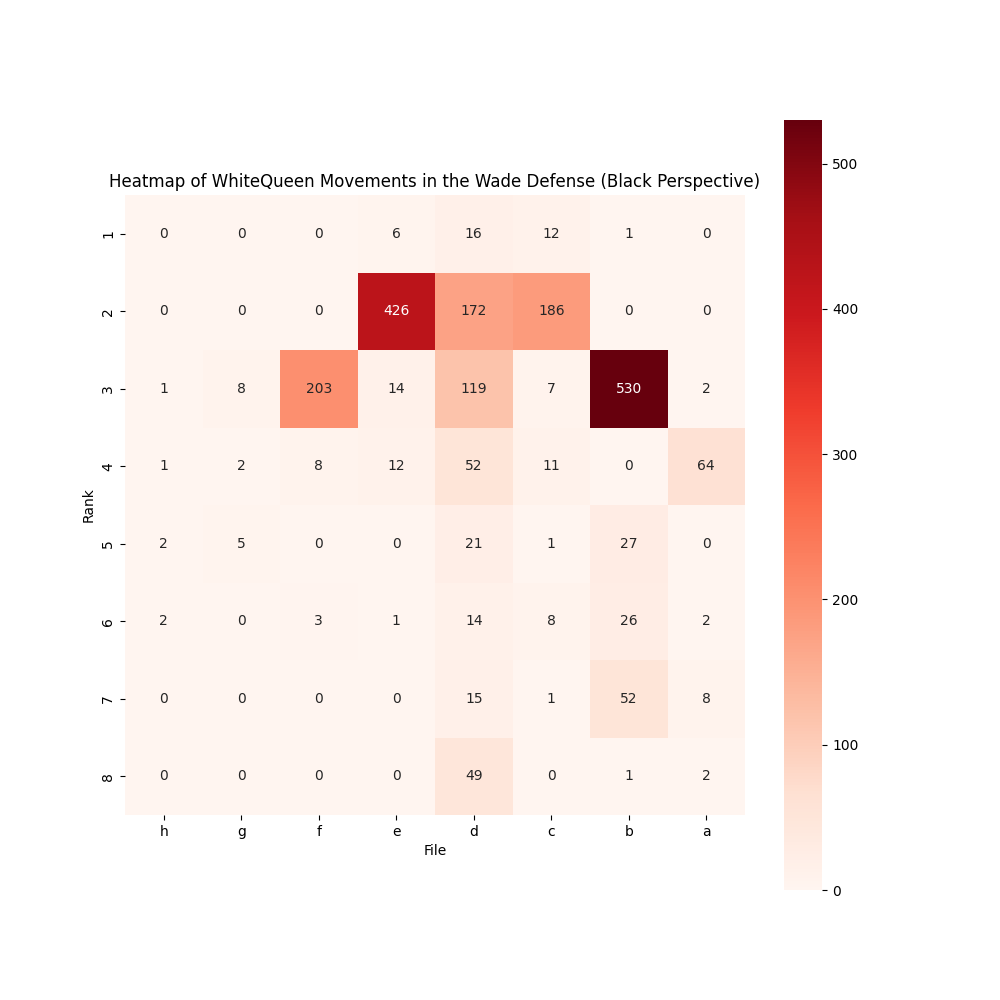 Heatmap of WhiteQueen Movements in the Wade Defense (Black Perspective)
500
400
300
200
100
0
Rank
1 0 0 0 6 16 12 1 0
2 0 0 0 426 172 186 0 0
3 1 8 203 14 119 7 530 2
4 1 2 8 12 52 11 0 64
5 2 5 0 0 21 1 27 0
6 2 0 3 1 14 8 26 2
7 0 0 0 0 15 1 52 8
8 0 0 0 0 49 0 1 2
h g f e d c b a
File